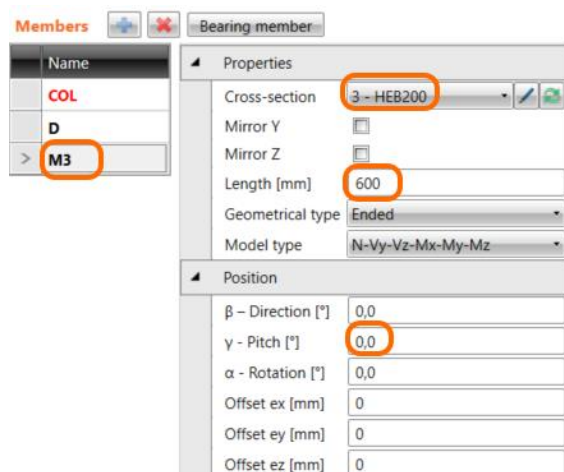 Members Bearing member
Name
COL
D
> M3
Properties
Cross-section 3 - HEB200
Mirror Y
Mirror Z
Length [mm] 600
Geometrical type Ended
Model type N-Vy-Vz-Mx-My-Mz
Position
β – Direction [°] 0,0
γ - Pitch [°] 0,0
α - Rotation [°] 0,0
Offset ex [mm] 0
Offset ey [mm] 0
Offset ez [mm] 0